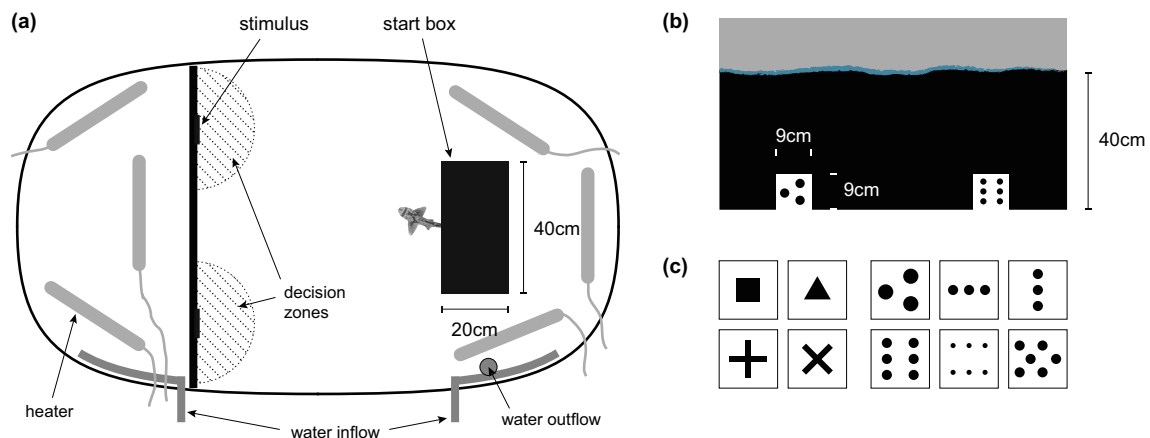 (a)
stimulus
start box
40cm
20cm
decision
zones
heater
water inflow
water outflow
(b)
9cm
9cm
40cm
(c)